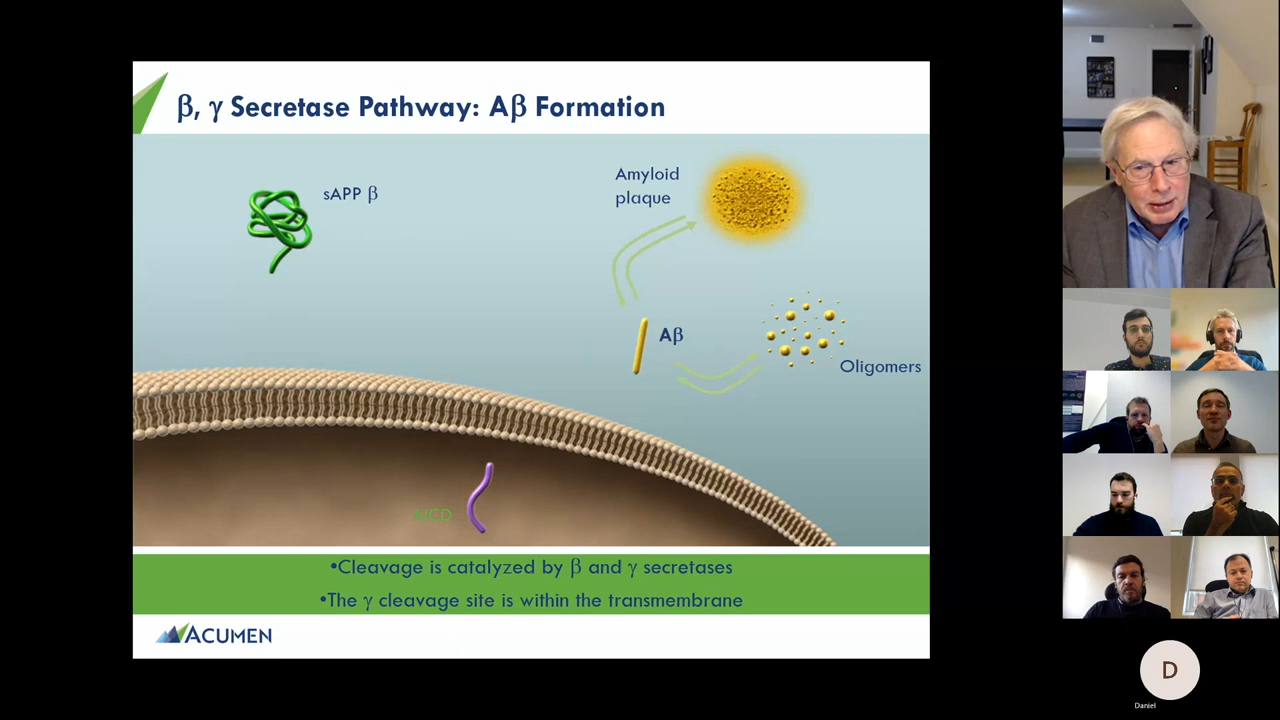 β, γ Secretase Pathway: Aβ Formation
sAPP β
Amyloid
plaque
Aβ
Oligomers
AICD
•Cleavage is catalyzed by β and γ secretases
•The γ cleavage site is within the transmembrane
ACUMEN
D
Daniel